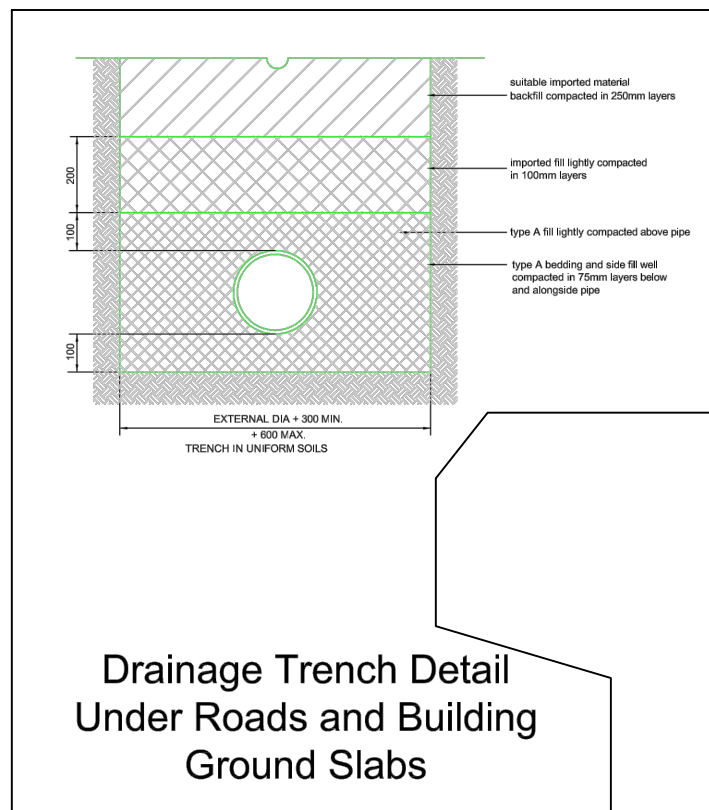 suitable imported material
backfill compacted in 250mm layers
200
imported fill lightly compacted
in 100mm layers
100
type A fill lightly compacted above pipe
type A bedding and side fill well
compacted in 75mm layers below
and alongside pipe
100
EXTERNAL DIA + 300 MIN.
+ 600 MAX.
TRENCH IN UNIFORM SOILS
Drainage Trench Detail
Under Roads and Building
Ground Slabs